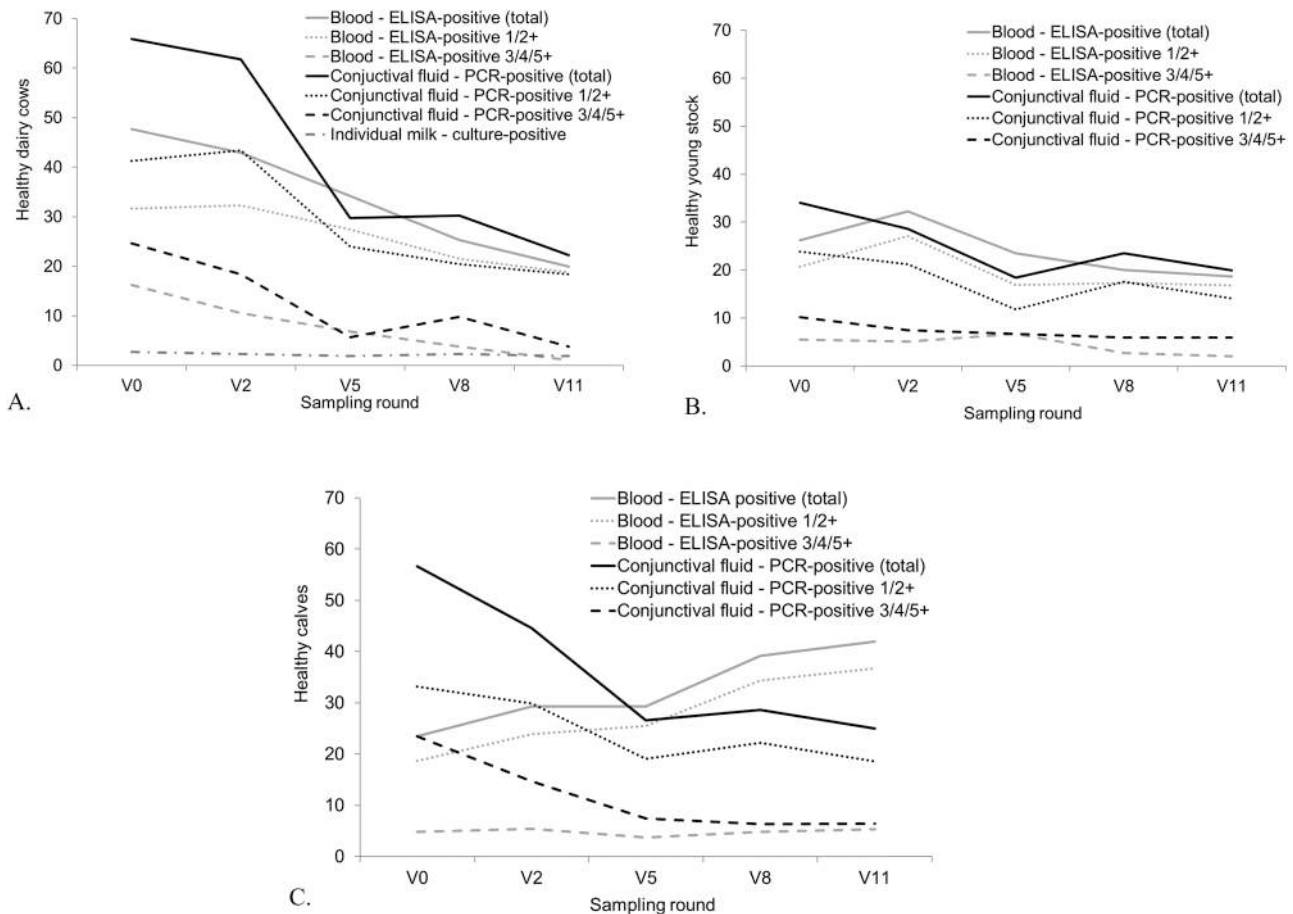 Blood - ELISA-positive (total)
Blood - ELISA-positive 1/2+
Blood - ELISA-positive 3/4/5+
Conjuctival fluid - PCR-positive (total)
Conjunctival fluid - PCR-positive 1/2+
Conjunctival fluid - PCR-positive 3/4/5+
Individual milk - culture-positive
Healthy dairy cows
70
60
50
40
30
20
10
0
V0 V2 V5 V8 V11
Sampling round
A.
Blood - ELISA-positive (total)
Blood - ELISA-positive 1/2+
Blood - ELISA-positive 3/4/5+
Conjunctival fluid - PCR-positive (total)
Conjunctival fluid - PCR-positive 1/2+
Conjunctival fluid - PCR-positive 3/4/5+
Healthy young stock
70
60
50
40
30
20
10
0
V0 V2 V5 V8 V11
Sampling round
B.
Blood - ELISA positive (total)
Blood - ELISA-positive 1/2+
Blood - ELISA-positive 3/4/5+
Conjunctival fluid - PCR-positive (total)
Conjunctival fluid - PCR-positive 1/2+
Conjunctival fluid - PCR-positive 3/4/5+
Healthy calves
70
60
50
40
30
20
10
0
V0 V2 V5 V8 V11
Sampling round
C.